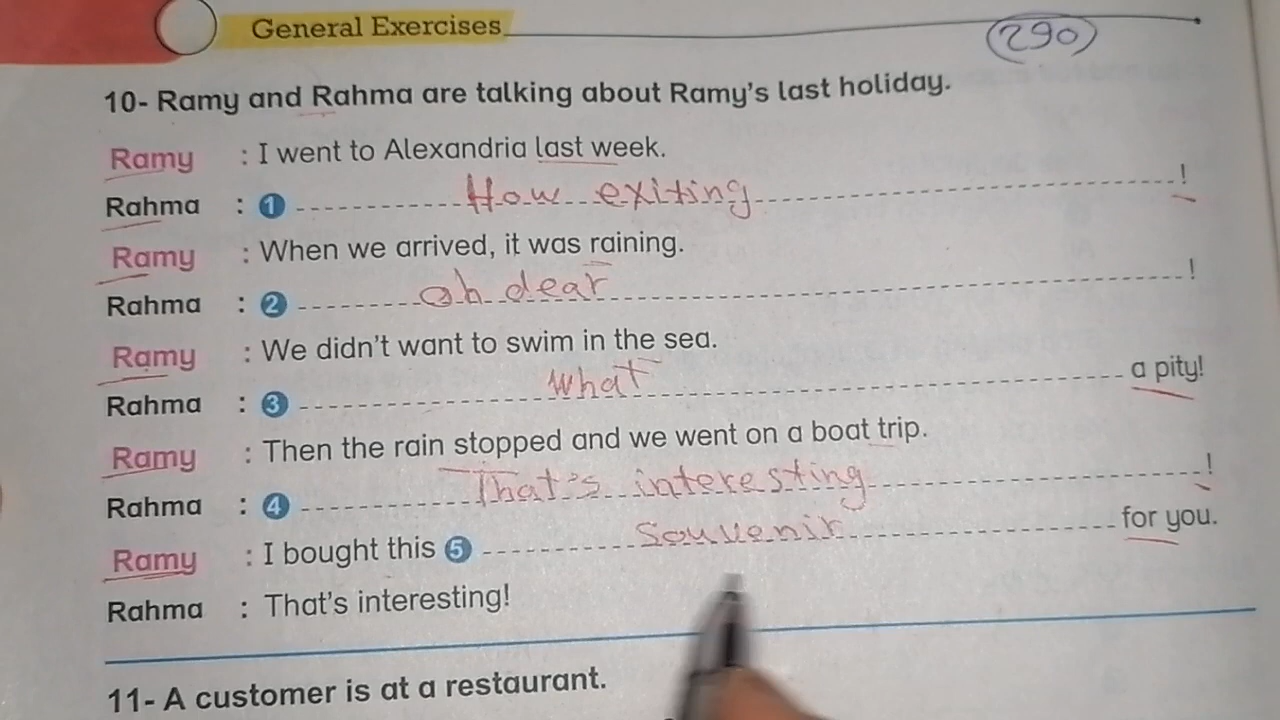 General Exercises
290
10- Ramy and Rahma are talking about Ramy's last holiday.
Ramy : I went to Alexandria last week.
Rahma : 1 How exiting !
Ramy : When we arrived, it was raining.
Rahma : 2 oh dear !
Ramy : We didn't want to swim in the sea.
Rahma : 3 what a pity!
Ramy : Then the rain stopped and we went on a boat trip.
Rahma : 4 That's interesting !
Ramy : I bought this 5 souvenir for you.
Rahma : That's interesting!
11- A customer is at a restaurant.